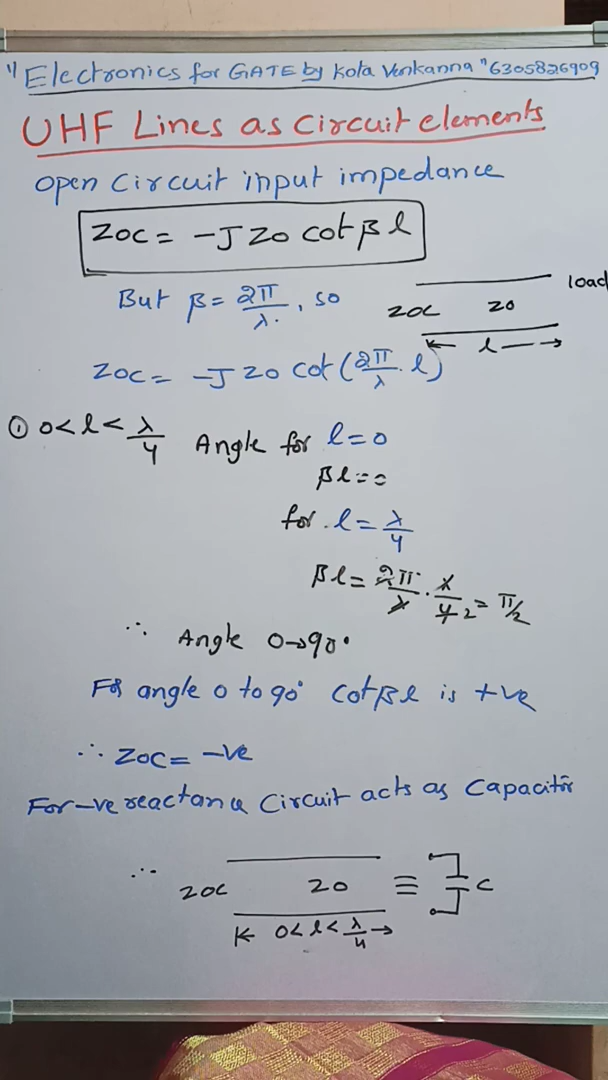 "Electronics for GATE by Kota Venkanna "6305826909
UHF Lines as Circuit elements
open Circuit input impedance
ZOC = -J ZO cot β l
But β = 2π/λ, so
load
ZOC ZO
l
ZOC = -J ZO cot (2π/λ . l)
① 0 < l < λ/4 Angle for l = 0
βl = 0
for l = λ/4
βl = 2π/λ . λ/4 2 = π/2
∴ Angle 0→90°
For angle 0 to 90° Cot βl is +ve
∴ ZOC = -ve
For -ve reactance Circuit acts as Capacitor
∴ ZOC ZO ≡ C
0 < l < λ/4